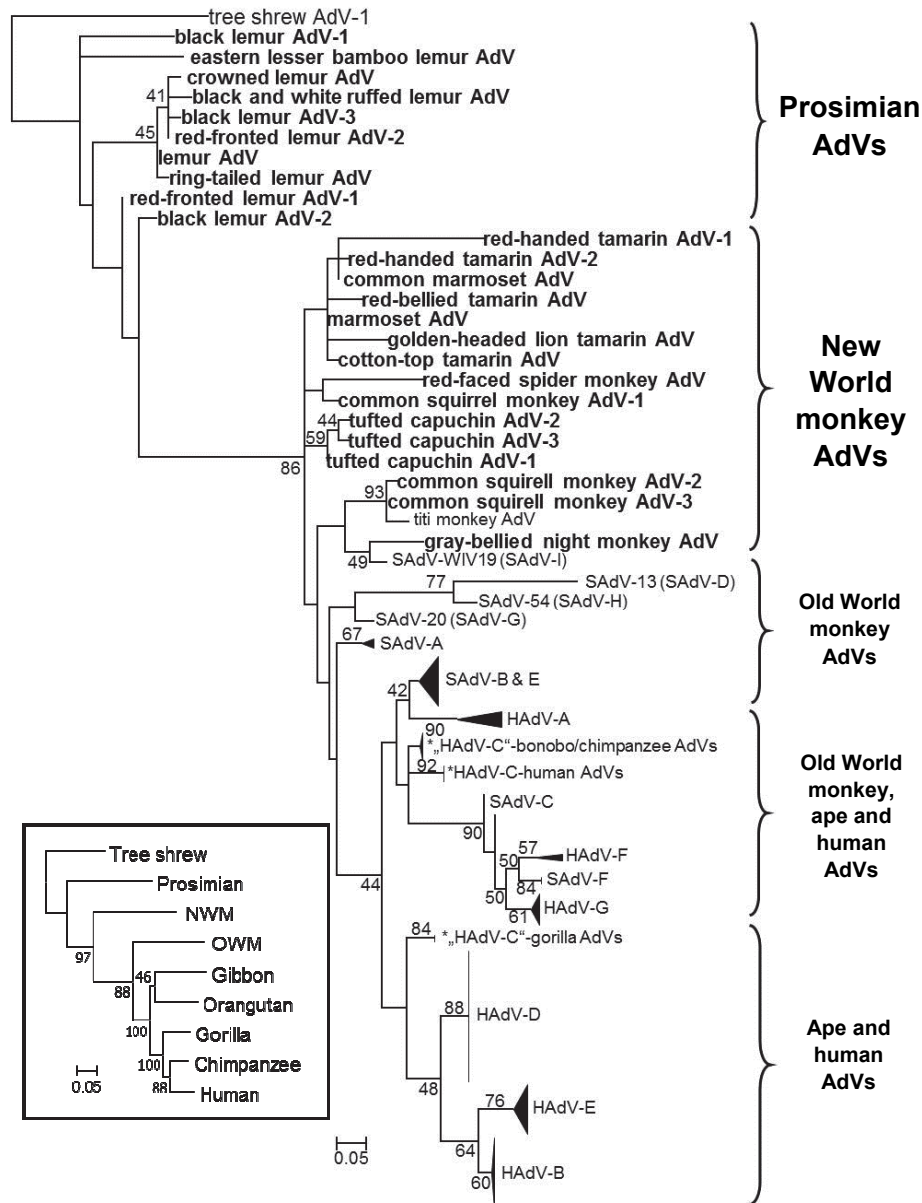 tree shrew AdV-1
black lemur AdV-1
eastern lesser bamboo lemur AdV
crowned lemur AdV
41
black and white ruffed lemur AdV
black lemur AdV-3
45
red-fronted lemur AdV-2
lemur AdV
ring-tailed lemur AdV
red-fronted lemur AdV-1
black lemur AdV-2
Prosimian
AdVs
red-handed tamarin AdV-1
red-handed tamarin AdV-2
common marmoset AdV
red-bellied tamarin AdV
marmoset AdV
golden-headed lion tamarin AdV
cotton-top tamarin AdV
red-faced spider monkey AdV
common squirrel monkey AdV-1
44
tufted capuchin AdV-2
59
tufted capuchin AdV-3
86
tufted capuchin AdV-1
common squirell monkey AdV-2
93
common squirell monkey AdV-3
titi monkey AdV
gray-bellied night monkey AdV
49
SAdV-WIV19 (SAdV-I)
New
World
monkey
AdVs
77
SAdV-13 (SAdV-D)
SAdV-54 (SAdV-H)
SAdV-20 (SAdV-G)
67
SAdV-A
SAdV-B & E
Old World
monkey
AdVs
42
HAdV-A
90
*„HAdV-C“-bonobo/chimpanzee AdVs
92
*HAdV-C-human AdVs
SAdV-C
90
57
HAdV-F
50
SAdV-F
84
50
HAdV-G
61
44
Old World
monkey,
ape and
human
AdVs
84
*„HAdV-C“-gorilla AdVs
88
HAdV-D
48
76
HAdV-E
64
HAdV-B
60
0.05
Ape and
human
AdVs
Tree shrew
Prosimian
NWM
97
OWM
88
46
Gibbon
Orangutan
100
Gorilla
100
Chimpanzee
88
Human
0.05